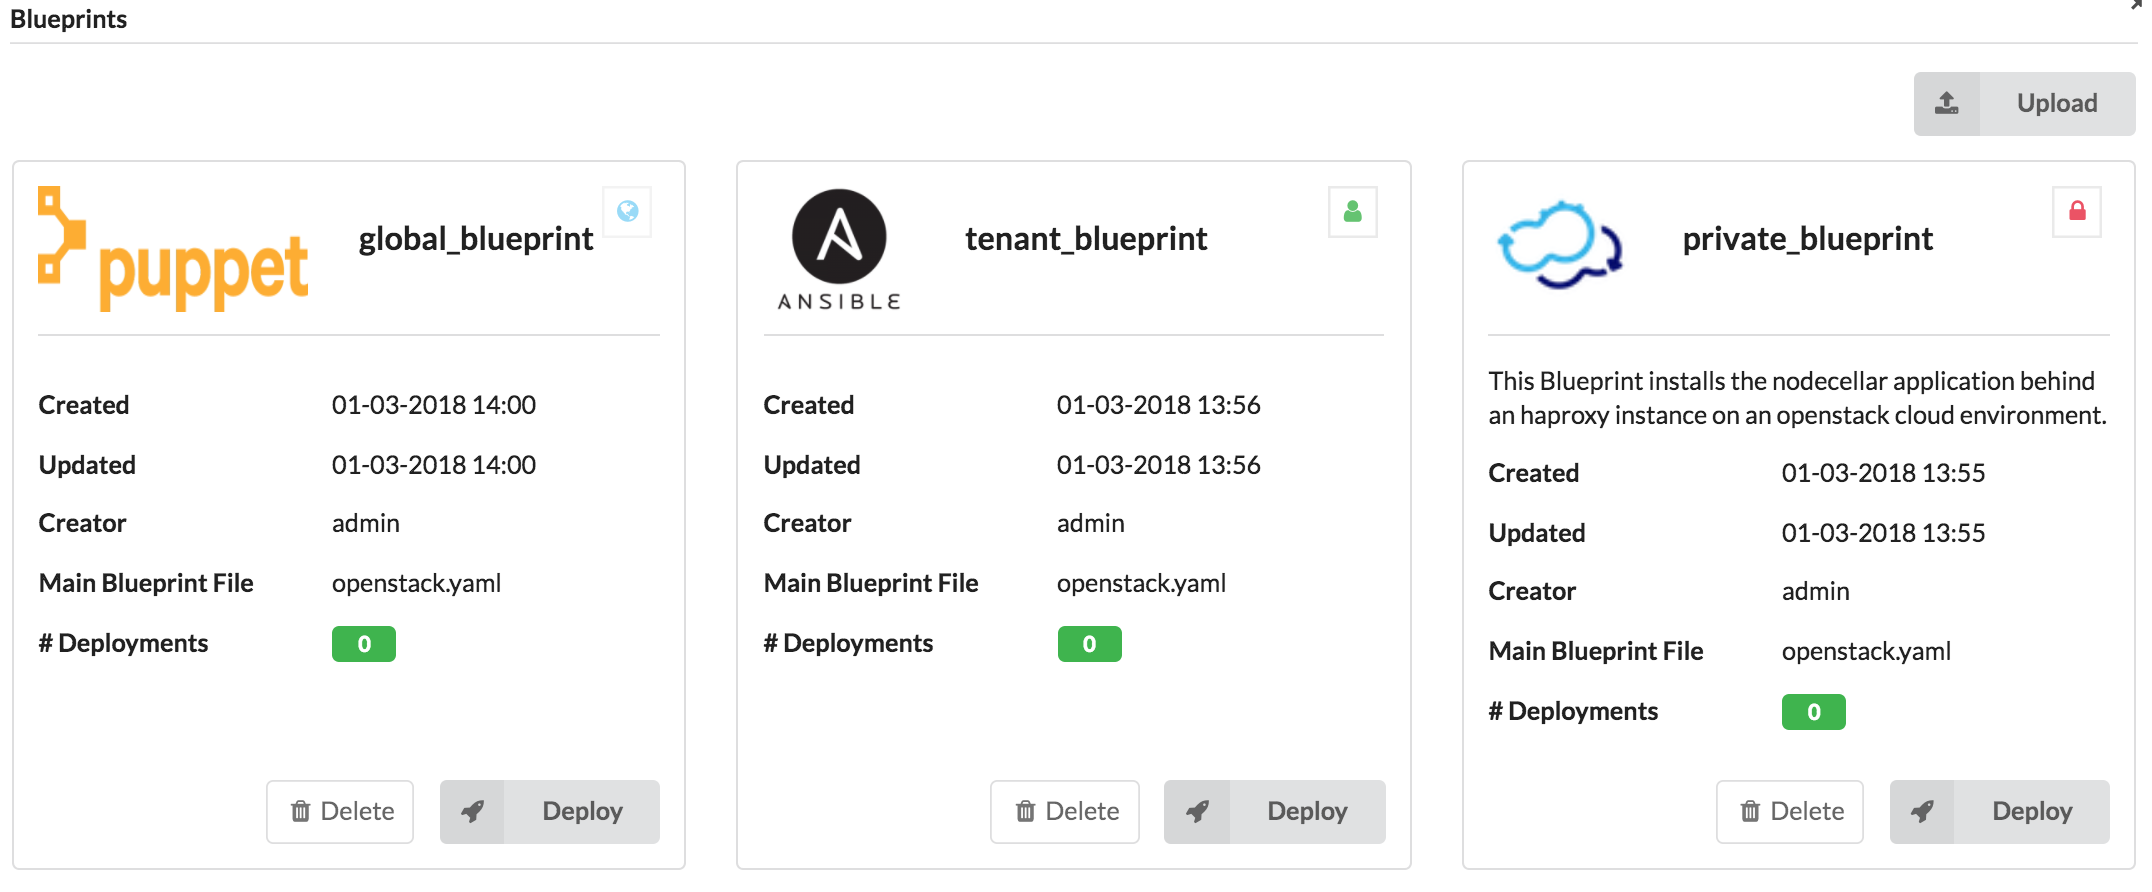 Blueprints
Upload
puppet
global_blueprint
Created 01-03-2018 14:00
Updated 01-03-2018 14:00
Creator admin
Main Blueprint File openstack.yaml
# Deployments 0
Delete Deploy
A
ANSIBLE
tenant_blueprint
Created 01-03-2018 13:56
Updated 01-03-2018 13:56
Creator admin
Main Blueprint File openstack.yaml
# Deployments 0
Delete Deploy
private_blueprint
This Blueprint installs the nodecellar application behind
an haproxy instance on an openstack cloud environment.
Created 01-03-2018 13:55
Updated 01-03-2018 13:55
Creator admin
Main Blueprint File openstack.yaml
# Deployments 0
Delete Deploy